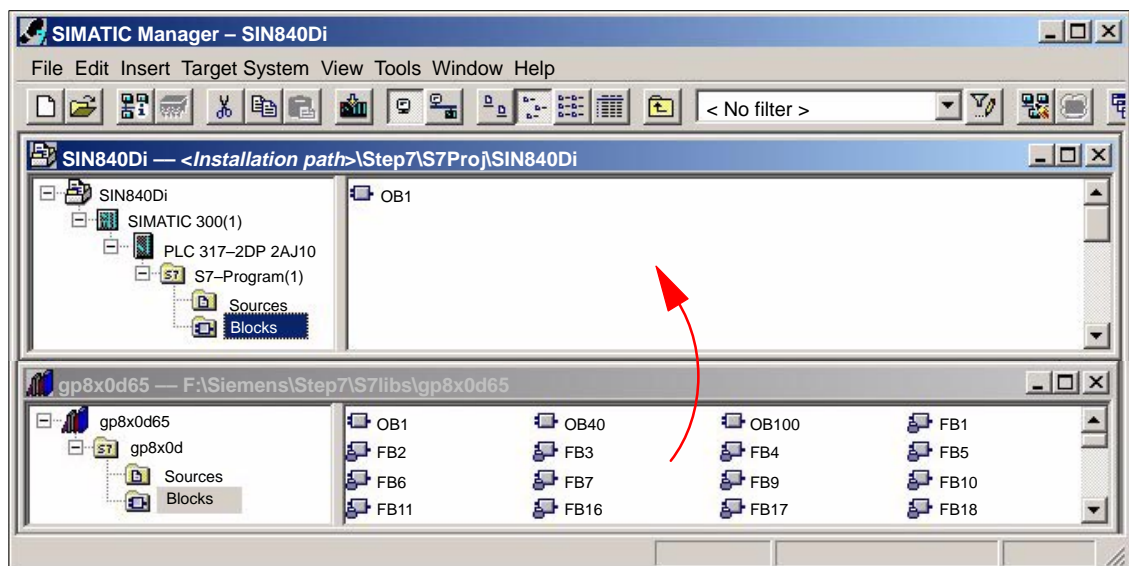 SIMATIC Manager – SIN840Di
File Edit Insert Target System View Tools Window Help
< No filter >
SIN840Di — <Installation path>\Step7\S7Proj\SIN840Di
SIN840Di
SIMATIC 300(1)
PLC 317–2DP 2AJ10
S7 S7–Program(1)
Sources
Blocks
OB1
gp8x0d65 — F:\Siemens\Step7\S7libs\gp8x0d65
gp8x0d65
S7 gp8x0d
Sources
Blocks
OB1 OB40 OB100 FB1
FB2 FB3 FB4 FB5
FB6 FB7 FB9 FB10
FB11 FB16 FB17 FB18